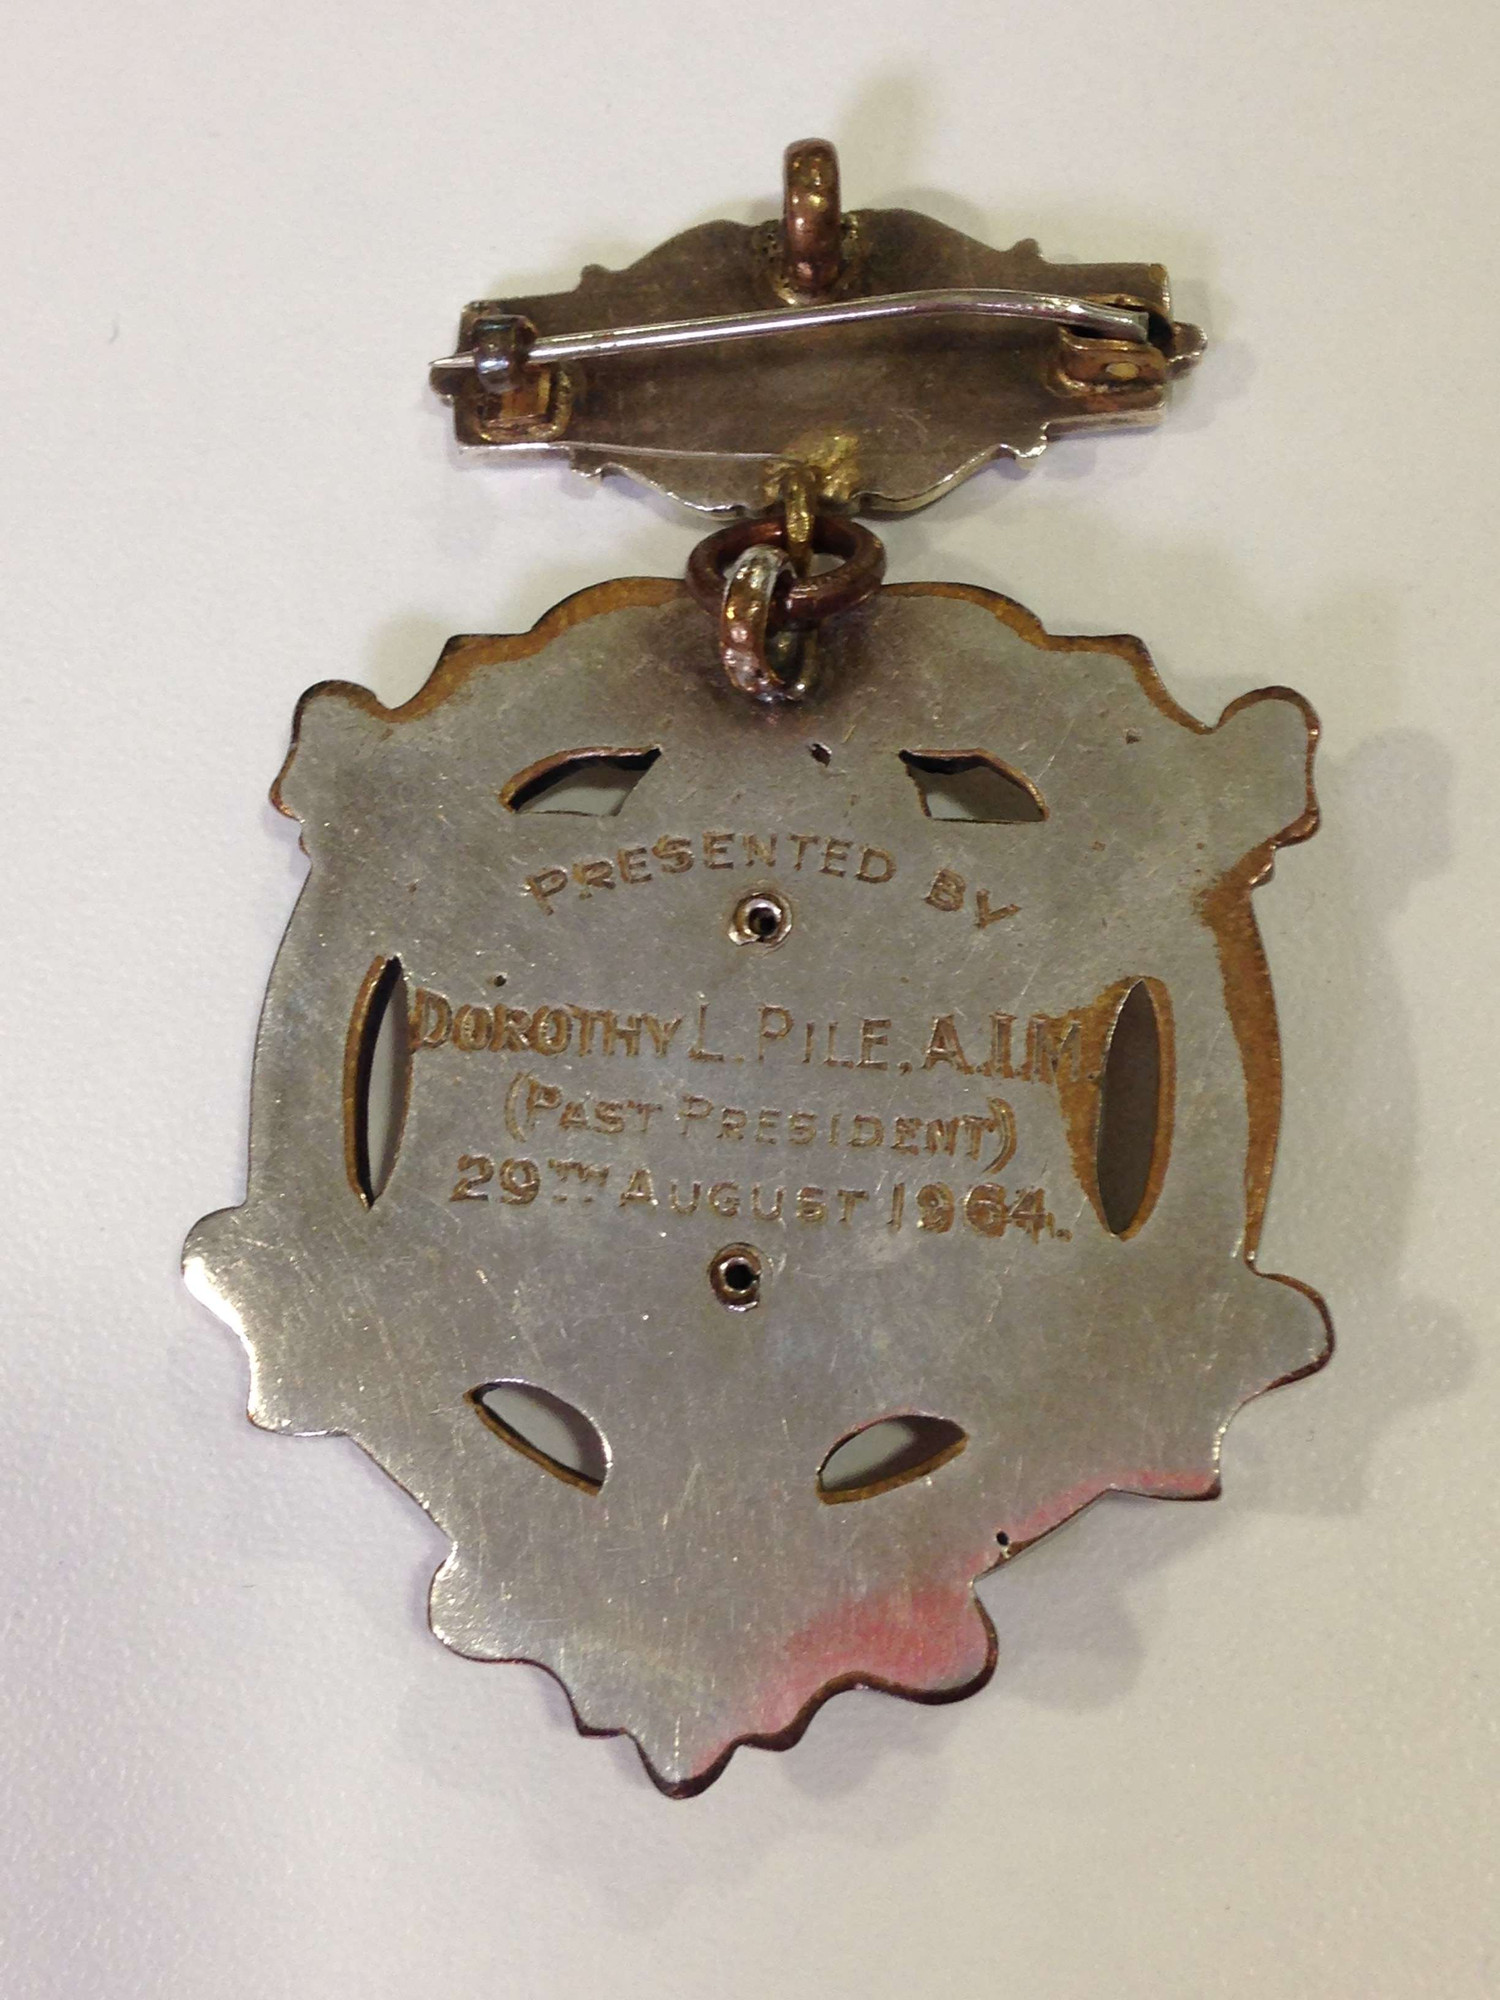 PRESENTED BY
DOROTHY L. PILE, A.I.M.
(PAST PRESIDENT)
29TH AUGUST 1964.